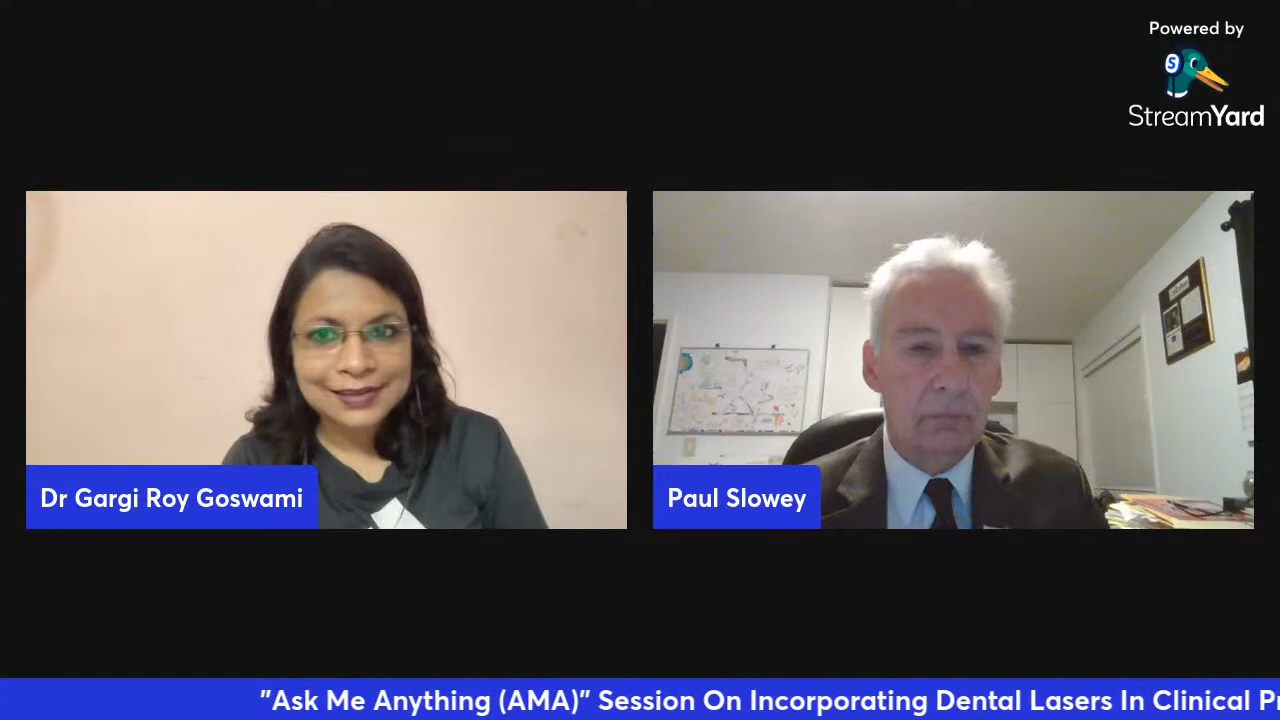 Powered by
S
StreamYard
Dr Gargi Roy Goswami
Paul Slowey
"Ask Me Anything (AMA)" Session On Incorporating Dental Lasers In Clinical